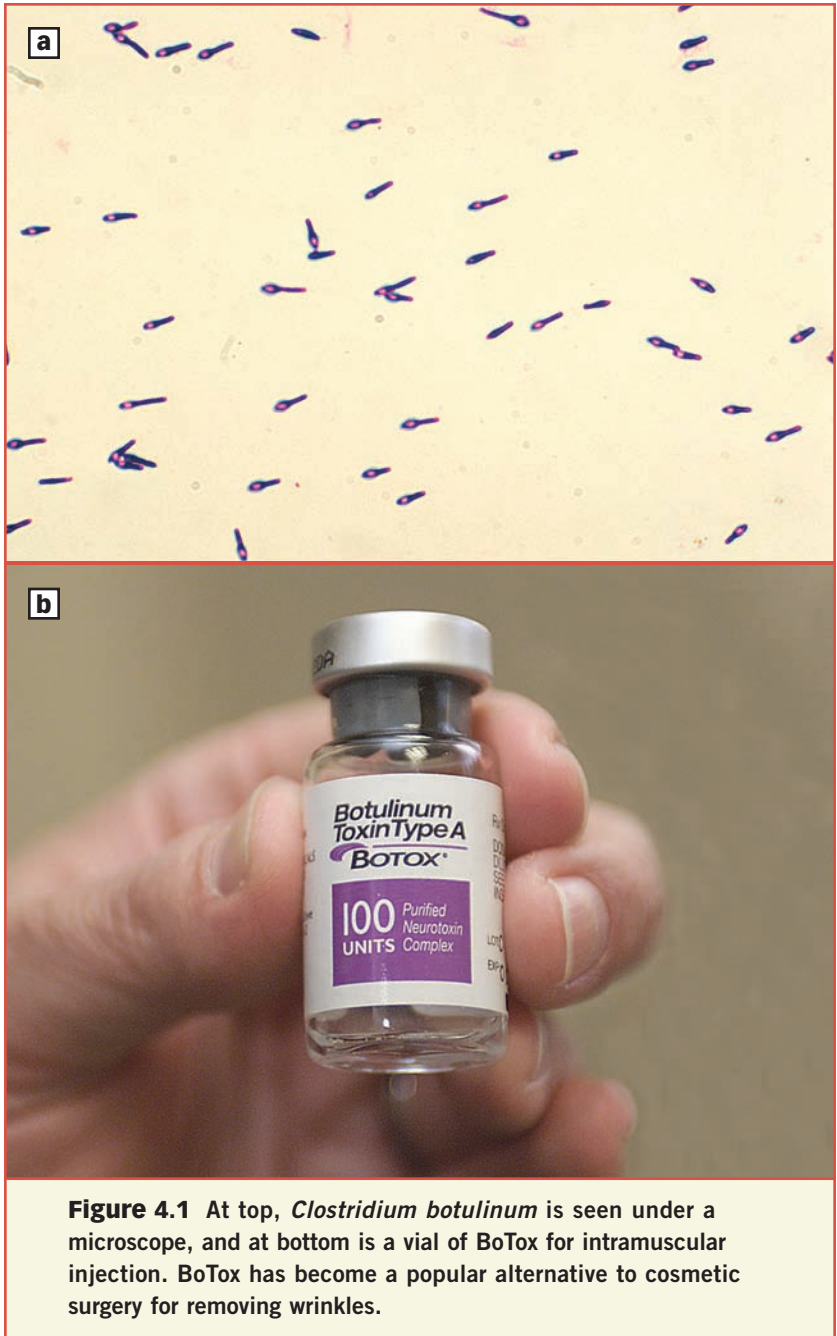 a
b
Botulinum
Toxin Type A
BOTOX®
100 Purified
Neurotoxin
UNITS Complex
LOT
EXP
Figure 4.1 At top, Clostridium botulinum is seen under a
microscope, and at bottom is a vial of BoTox for intramuscular
injection. BoTox has become a popular alternative to cosmetic
surgery for removing wrinkles.